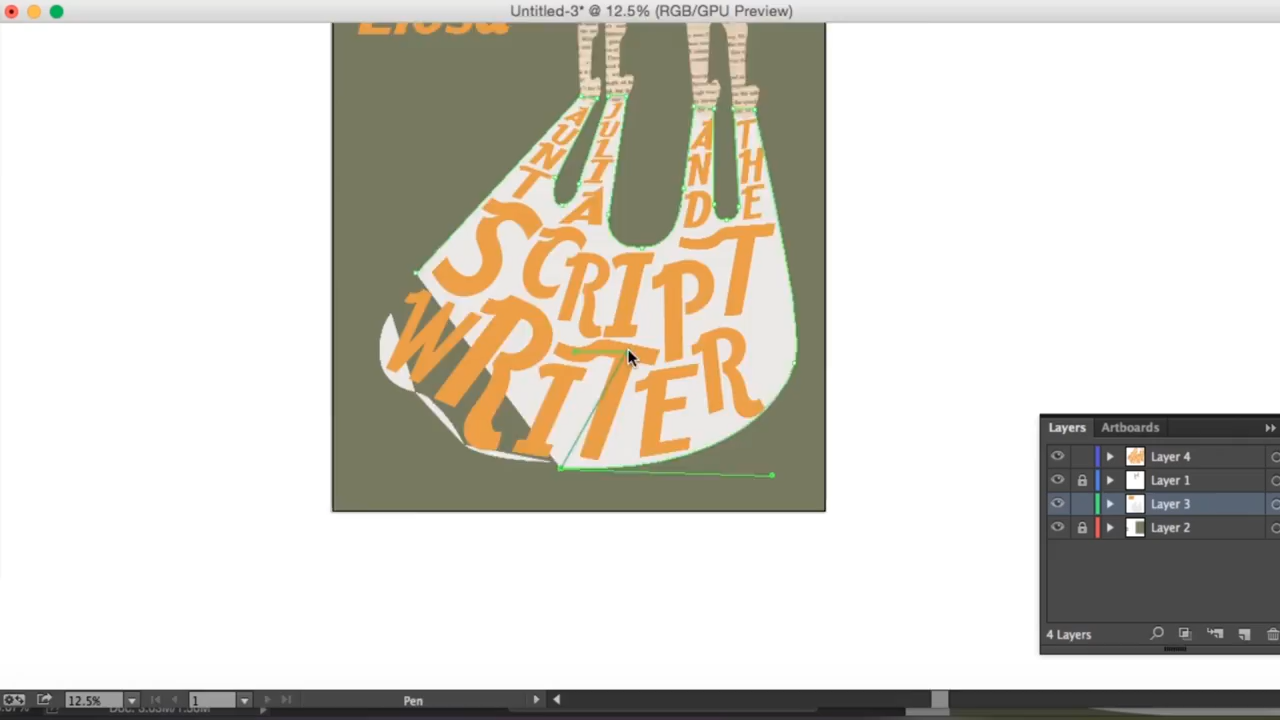 Untitled-3* @ 12.5% (RGB/GPU Preview)
AUNT JULIA AND THE
SCRIPT
WRITER
Layers Artboards
Layer 4
Layer 1
Layer 3
Layer 2
4 Layers
12.5% 1 Pen